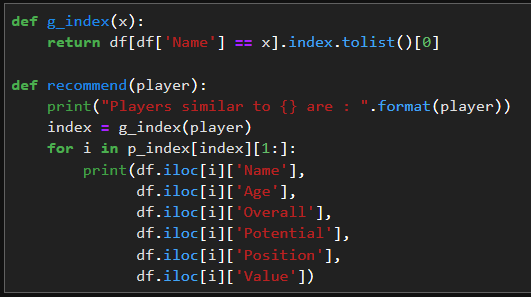 def g_index(x):
    return df[df['Name'] == x].index.tolist()[0]

def recommend(player):
    print("Players similar to {} are : ".format(player))
    index = g_index(player)
    for i in p_index[index][1:]:
        print(df.iloc[i]['Name'],
              df.iloc[i]['Age'],
              df.iloc[i]['Overall'],
              df.iloc[i]['Potential'],
              df.iloc[i]['Position'],
              df.iloc[i]['Value'])